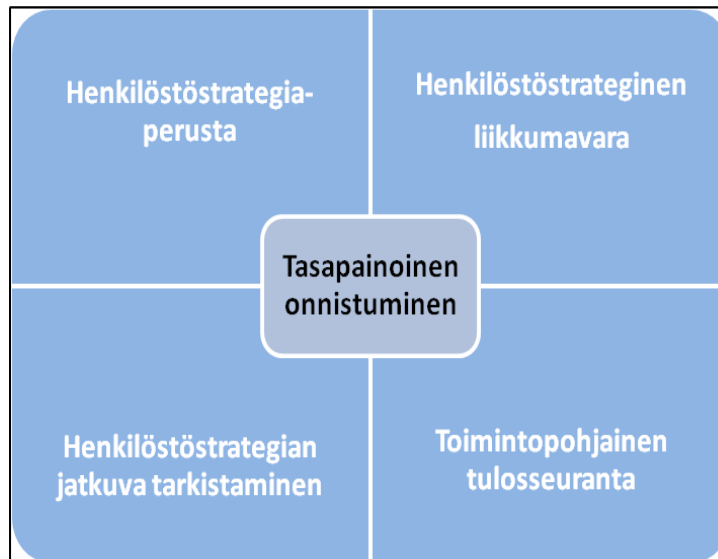 Henkilöstöstrategia-
perusta
Henkilöstöstrateginen
liikkumavara
Tasapainoinen
onnistuminen
Henkilöstöstrategian
jatkuva tarkistaminen
Toimintopohjainen
tulosseuranta